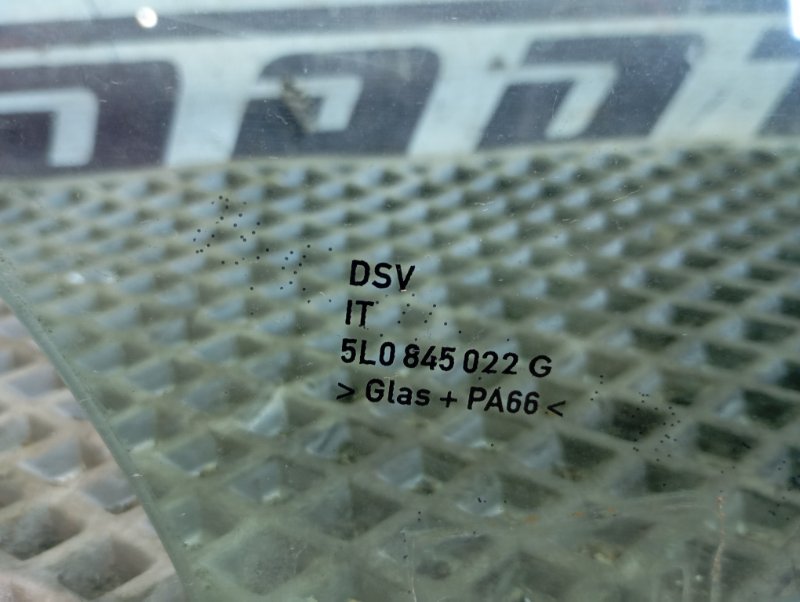 DSV
IT
5L0 845 022 G
> Glas + PA66 <